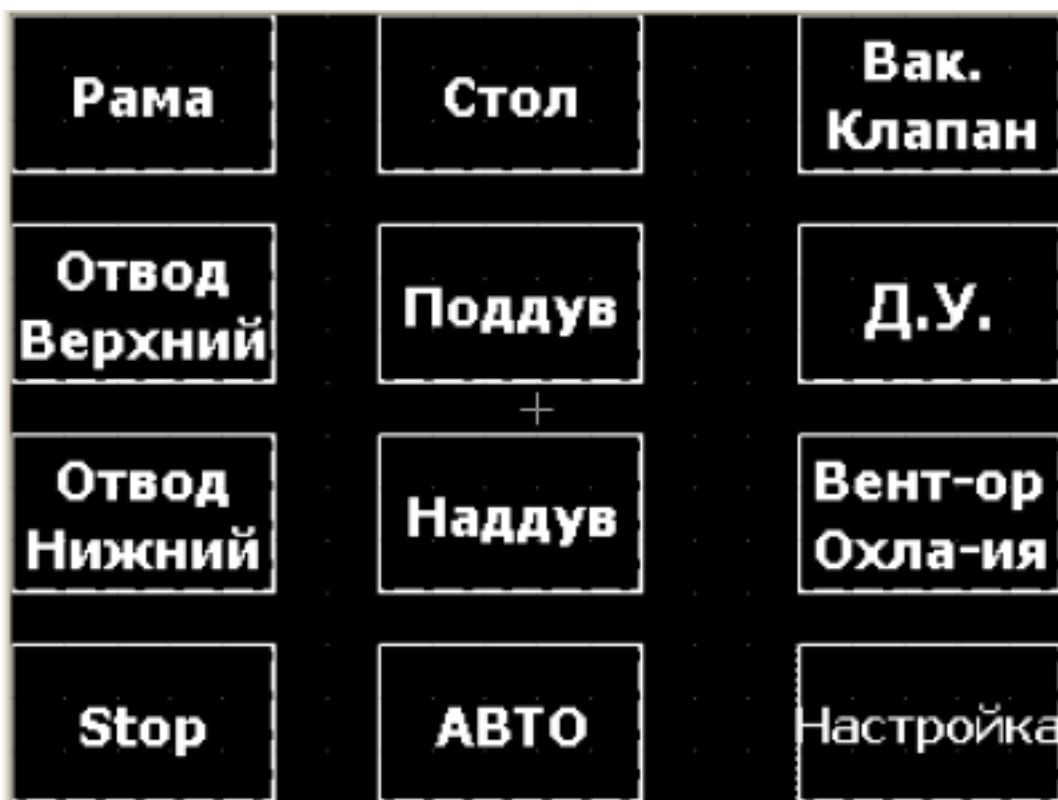 Рама
Стол
Вак.
Клапан
Отвод
Верхний
Поддув
Д.У.
Отвод
Нижний
Наддув
Вент-ор
Охла-ия
Stop
АВТО
Настройка